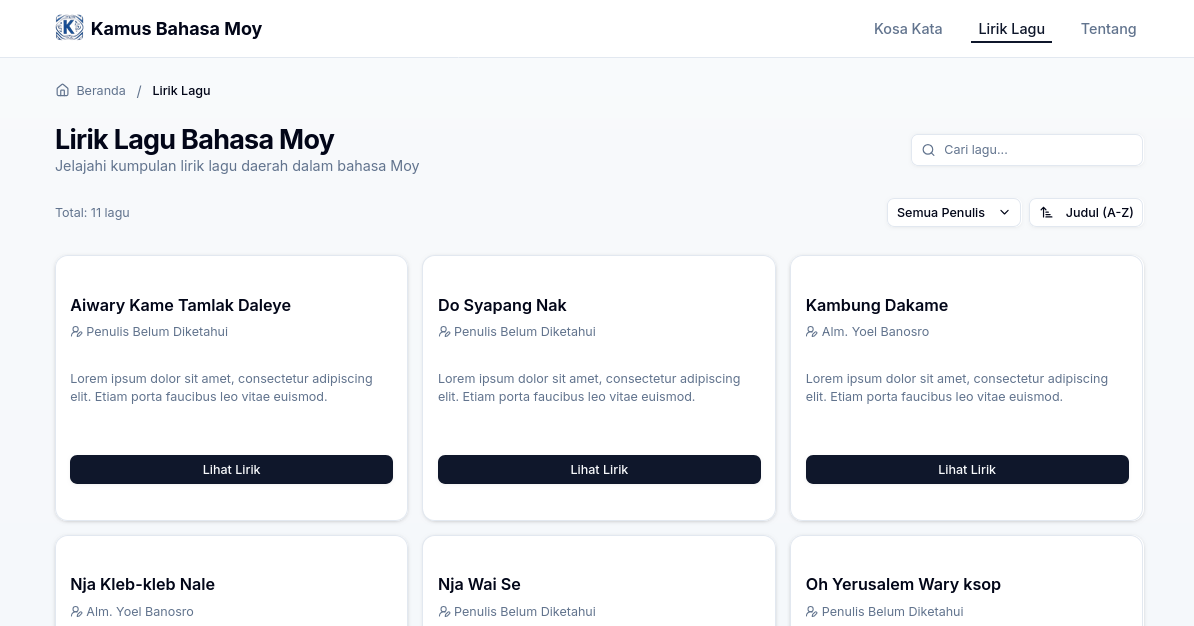 K Kamus Bahasa Moy
Kosa Kata Lirik Lagu Tentang
Beranda / Lirik Lagu
Lirik Lagu Bahasa Moy
Jelajahi kumpulan lirik lagu daerah dalam bahasa Moy
Cari lagu...
Total: 11 lagu
Semua Penulis
Judul (A-Z)
Aiwary Kame Tamlak Daleye
Penulis Belum Diketahui
Lorem ipsum dolor sit amet, consectetur adipiscing
elit. Etiam porta faucibus leo vitae euismod.
Lihat Lirik
Do Syapang Nak
Penulis Belum Diketahui
Lorem ipsum dolor sit amet, consectetur adipiscing
elit. Etiam porta faucibus leo vitae euismod.
Lihat Lirik
Kambung Dakame
Alm. Yoel Banosro
Lorem ipsum dolor sit amet, consectetur adipiscing
elit. Etiam porta faucibus leo vitae euismod.
Lihat Lirik
Nja Kleb-kleb Nale
Alm. Yoel Banosro
Nja Wai Se
Penulis Belum Diketahui
Oh Yerusalem Wary ksop
Penulis Belum Diketahui